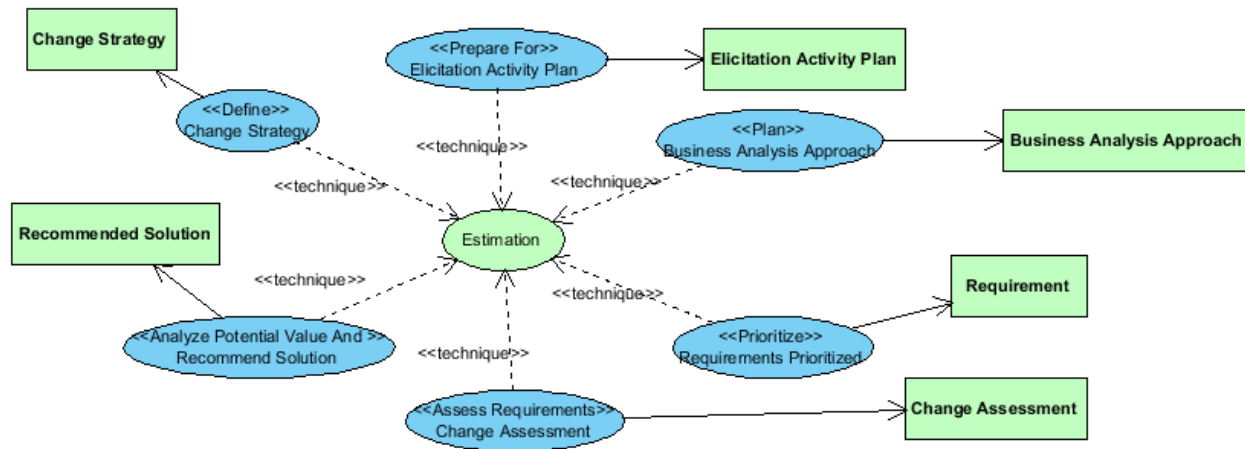 Change Strategy
<<Prepare For>>
Elicitation Activity Plan
Elicitation Activity Plan
<<Define>>
Change Strategy
<<Plan>>
Business Analysis Approach
Business Analysis Approach
<<technique>>
<<technique>>
<<technique>>
Recommended Solution
Estimation
<<technique>>
<<technique>>
Requirement
<<Analyze Potential Value And >>
Recommend Solution
<<technique>>
<<Prioritize>>
Requirements Prioritized
<<Assess Requirements>>
Change Assessment
Change Assessment